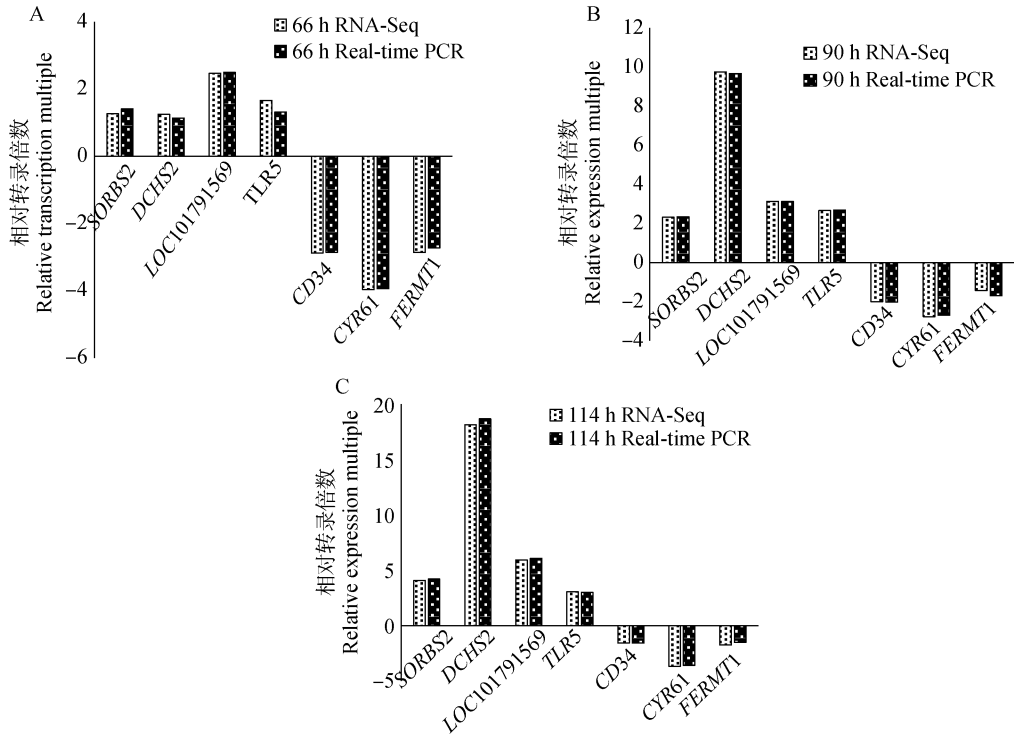 A
66 h RNA-Seq
66 h Real-time PCR
相对转录倍数
Relative transcription multiple
4
2
0
–2
–4
–6
SORBS2
DCHS2
LOC101791569
TLR5
CD34
CYR61
FERMT1
B
90 h RNA-Seq
90 h Real-time PCR
相对转录倍数
Relative expression multiple
12
10
8
6
4
2
0
–2
–4
SORBS2
DCHS2
LOC101791569
TLR5
CD34
CYR61
FERMT1
C
114 h RNA-Seq
114 h Real-time PCR
相对转录倍数
Relative expression multiple
20
15
10
5
0
–5
SORBS2
DCHS2
LOC101791569
TLR5
CD34
CYR61
FERMT1